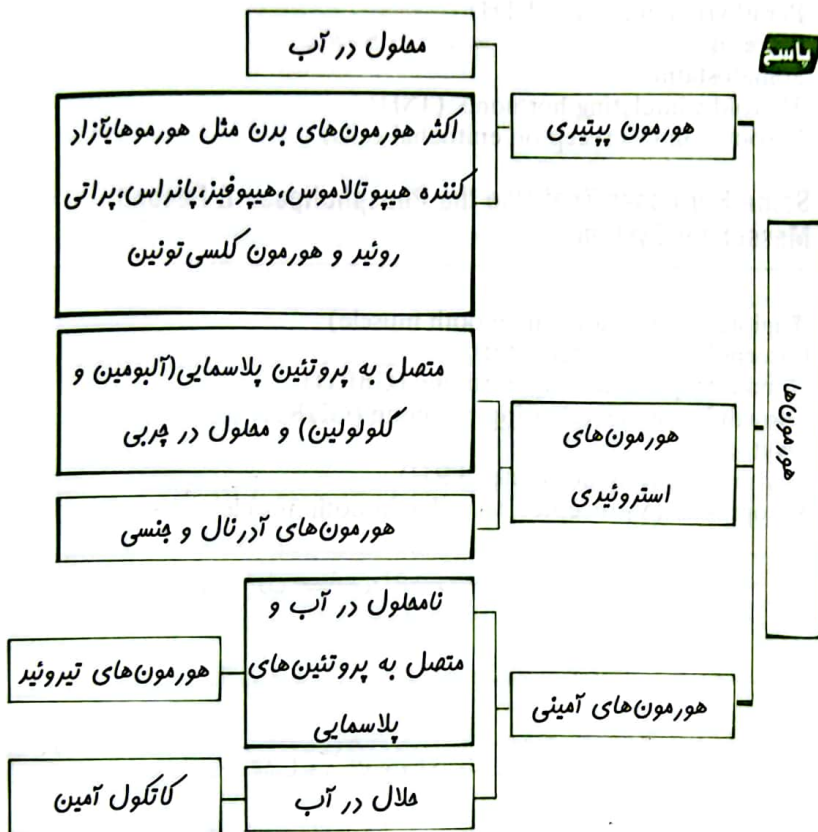 پاسخ
هورمون‌ها
هورمون پپتیدی
محلول در آب
اکثر هورمون‌های بدن مثل هورموهایآزاد
کننده هیپوتالاموس،هیپوفیز،پانراس،پراتی
روئید و هورمون کلسی تونین
هورمون‌های
استروئیدی
متصل به پروتئین پلاسمایی(آلبومین و
گلولولین) و محلول در چربی
هورمون‌های آدرنال و جنسی
هورمون‌های آمینی
نامحلول در آب و
متصل به پروتئین‌های
پلاسمایی
هورمون‌های تیروئید
حلال در آب
کاتکول آمین